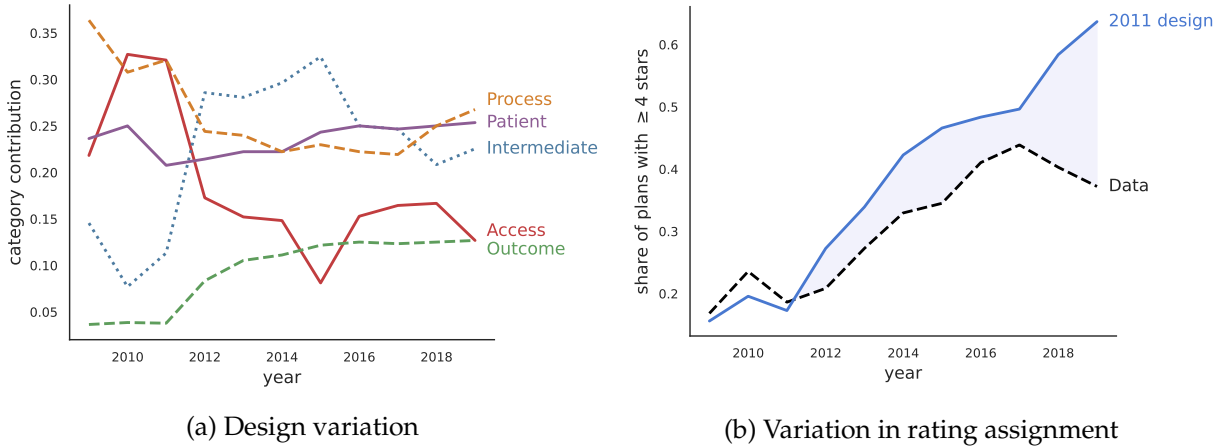 category contribution
0.35
0.30
0.25
0.20
0.15
0.10
0.05
Process
Patient
Intermediate
Access
Outcome
2010 2012 2014 2016 2018
year
(a) Design variation
share of plans with ≥ 4 stars
0.6
0.5
0.4
0.3
0.2
2011 design
Data
2010 2012 2014 2016 2018
year
(b) Variation in rating assignment